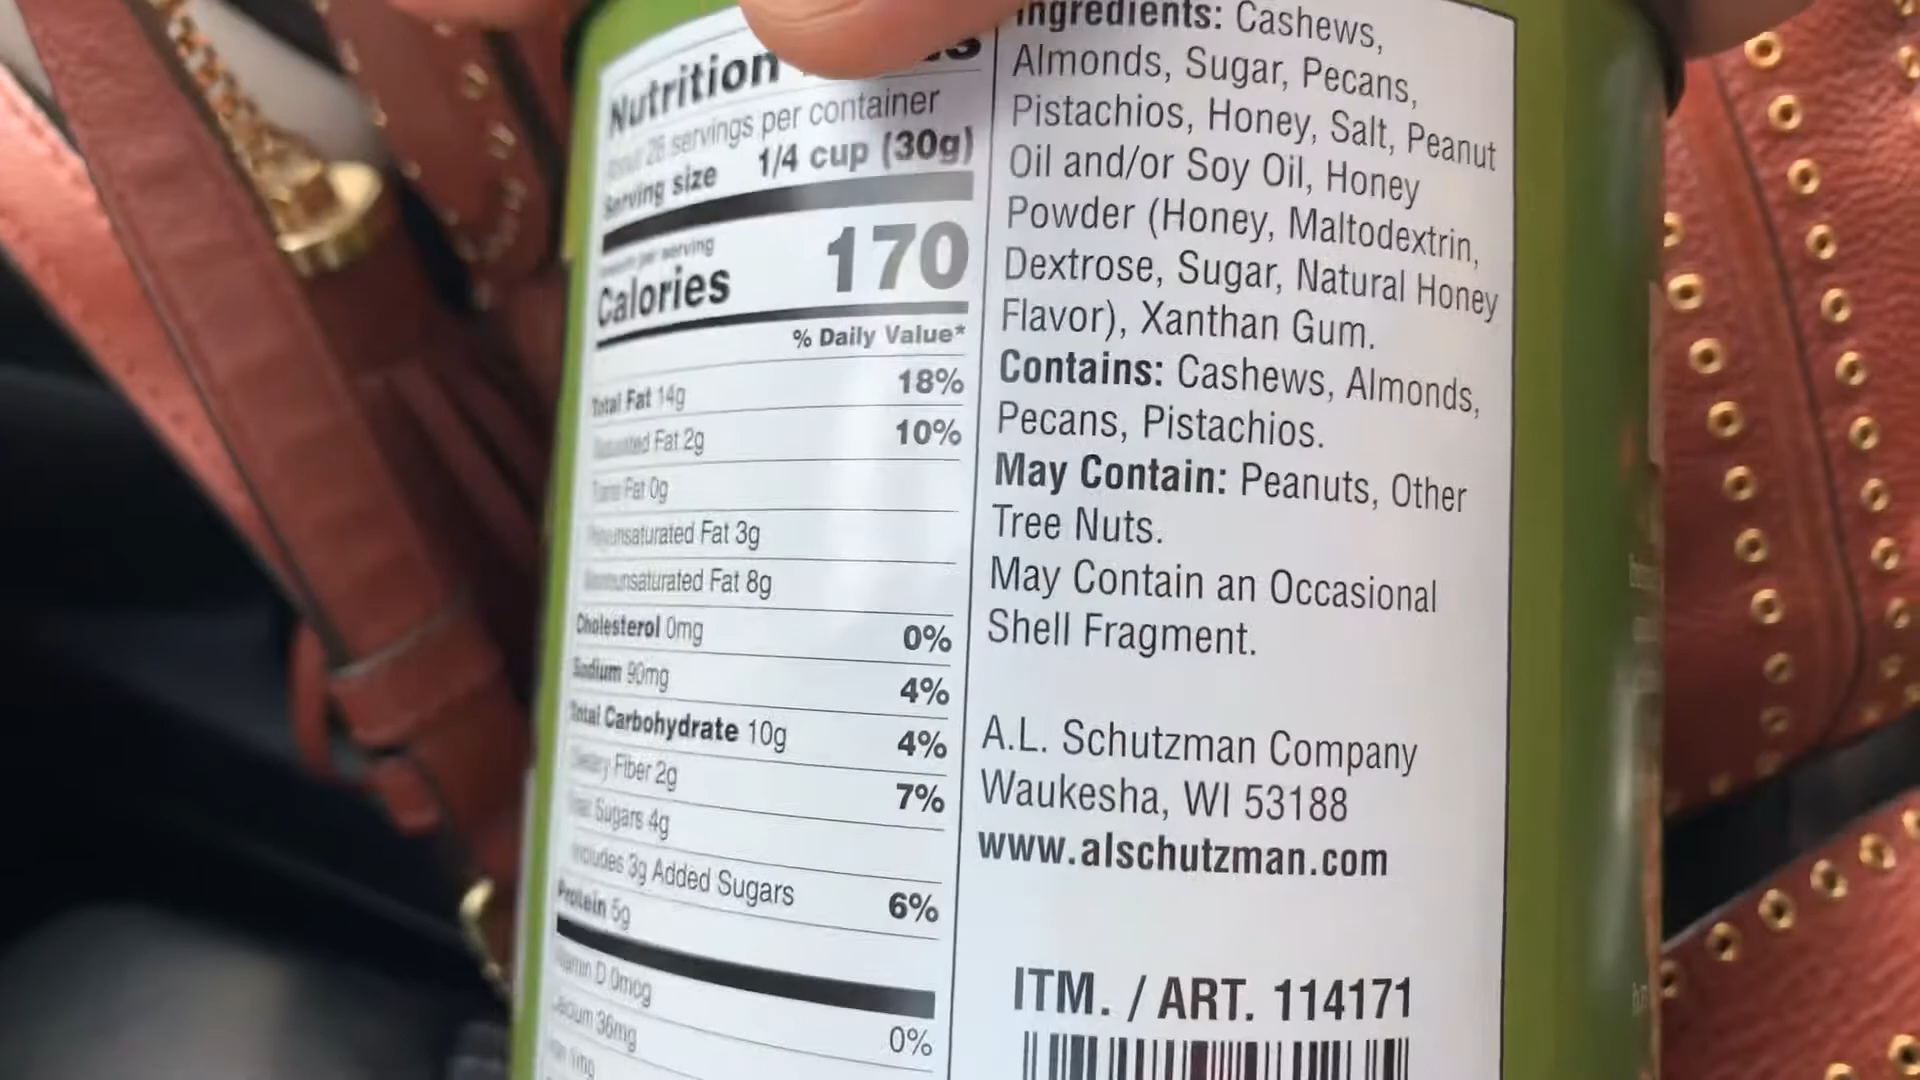 Nutrition
about 26 servings per container
Serving size 1/4 cup (30g)
Amount per serving
Calories 170
% Daily Value*
Total Fat 14g 18%
Saturated Fat 2g 10%
Trans Fat 0g
Polyunsaturated Fat 3g
Monounsaturated Fat 8g
Cholesterol 0mg 0%
Sodium 90mg 4%
Total Carbohydrate 10g 4%
Dietary Fiber 2g 7%
Total Sugars 4g
Includes 3g Added Sugars 6%
Protein 5g
Vitamin D 0mcg 0%
Calcium 36mg
Ingredients: Cashews,
Almonds, Sugar, Pecans,
Pistachios, Honey, Salt, Peanut
Oil and/or Soy Oil, Honey
Powder (Honey, Maltodextrin,
Dextrose, Sugar, Natural Honey
Flavor), Xanthan Gum.
Contains: Cashews, Almonds,
Pecans, Pistachios.
May Contain: Peanuts, Other
Tree Nuts.
May Contain an Occasional
Shell Fragment.
A.L. Schutzman Company
Waukesha, WI 53188
www.alschutzman.com
ITM. / ART. 114171